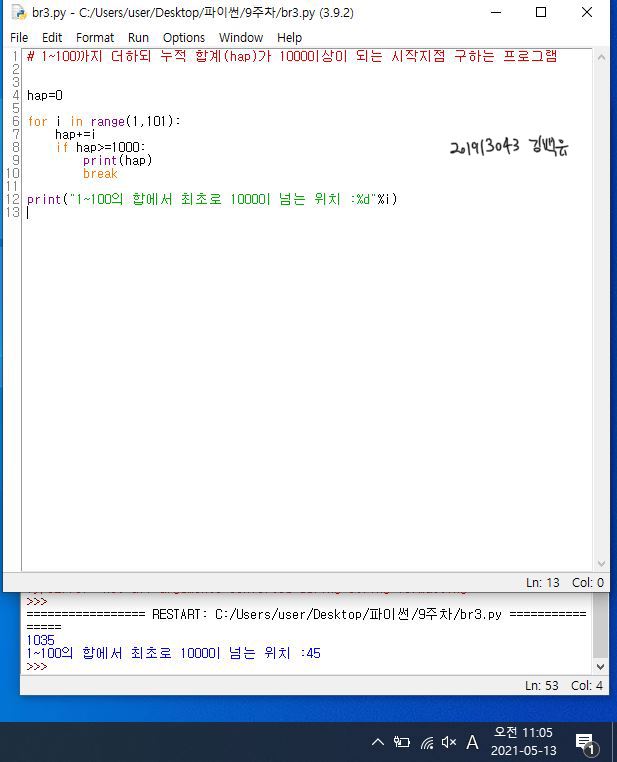 br3.py - C:/Users/user/Desktop/파이썬/9주차/br3.py (3.9.2)
File Edit Format Run Options Window Help
1 # 1~100까지 더하되 누적 합계(hap)가 1000이상이 되는 시작지점 구하는 프로그램
2
3
4 hap=0
5
6 for i in range(1,101):
7 hap+=i
8 if hap>=1000:
9 print(hap)
10 break
11
12 print("1~100의 합에서 최초로 1000이 넘는 위치 :%d"%i)
13
201913043
Ln: 13 Col: 0
>>>
================= RESTART: C:/Users/user/Desktop/파이썬/9주차/br3.py ===========
=====
1035
1~100의 합에서 최초로 1000이 넘는 위치 :45
>>>
Ln: 53 Col: 4
A
오전 11:05
2021-05-13
1